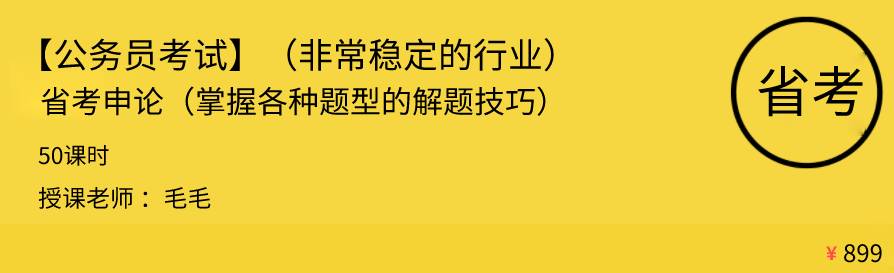 【公务员考试】（非常稳定的行业）
省考申论（掌握各种题型的解题技巧）
省考
50课时
授课老师：毛毛
¥ 899